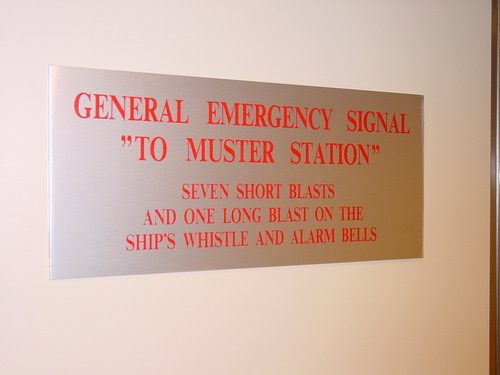 GENERAL EMERGENCY SIGNAL
"TO MUSTER STATION"
SEVEN SHORT BLASTS
AND ONE LONG BLAST ON THE
SHIP'S WHISTLE AND ALARM BELLS